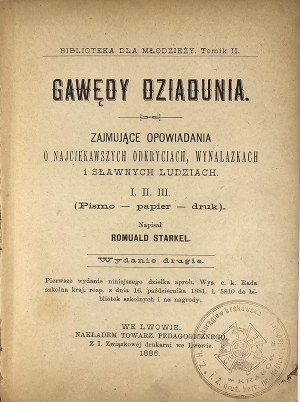 BIBLIOTEKA DLA MŁODZIEŻY. Tomik II.
GAWĘDY DZIADUNIA.
ZAJMUJĄCE OPOWIADANIA
O NAJCIEKAWSZYCH ODKRYCIACH, WYNALAZKACH
I SŁAWNYCH LUDZIACH.
I. II. III.
(Pismo — papier — druk).
Napisał
ROMUALD STARKEL.
Wydanie drugie.
Pierwsze wydanie niniejszego dziełka aprob. Wys. c. k. Rada
szkolna kraj. rozp. z dnia 16. października 1881. l. 5810 do bi-
bliotek szkolnych i na nagrody.
WE LWOWIE.
NAKŁADEM TOWARZ. PEDAGOGICZNEGO.
Z I. Związkowej drukarni we Lwowie.
1886.